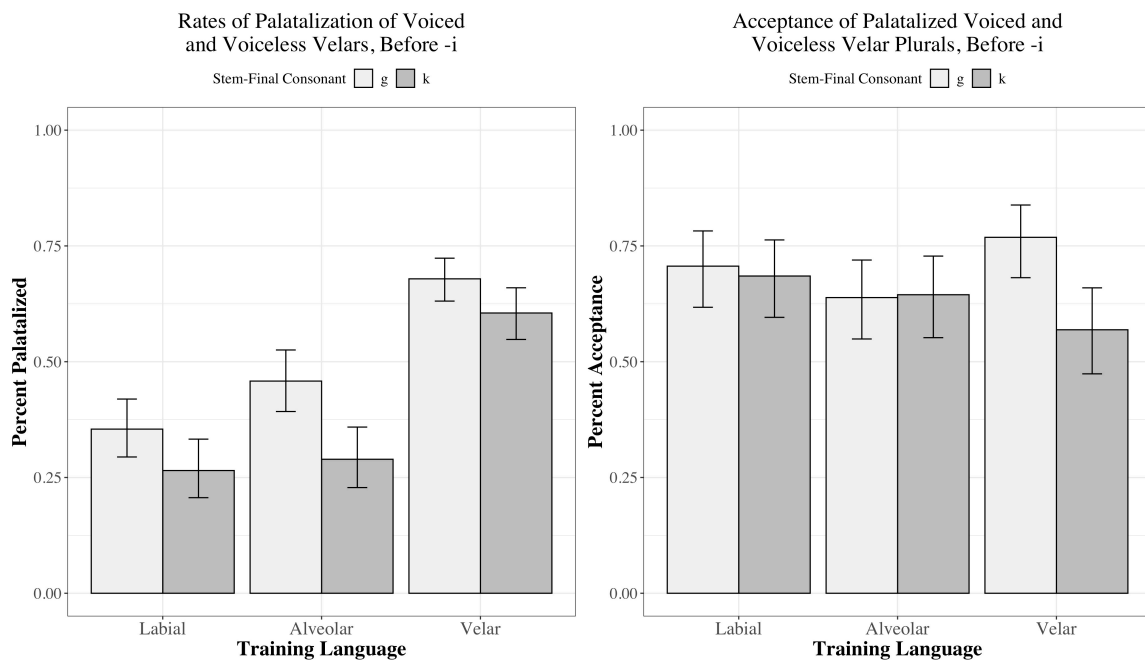 Rates of Palatalization of Voiced
and Voiceless Velars, Before -i
Stem-Final Consonant g k
Percent Palatalized
1.00
0.75
0.50
0.25
0.00
Labial Alveolar Velar
Training Language
Acceptance of Palatalized Voiced and
Voiceless Velar Plurals, Before -i
Stem-Final Consonant g k
Percent Acceptance
1.00
0.75
0.50
0.25
0.00
Labial Alveolar Velar
Training Language